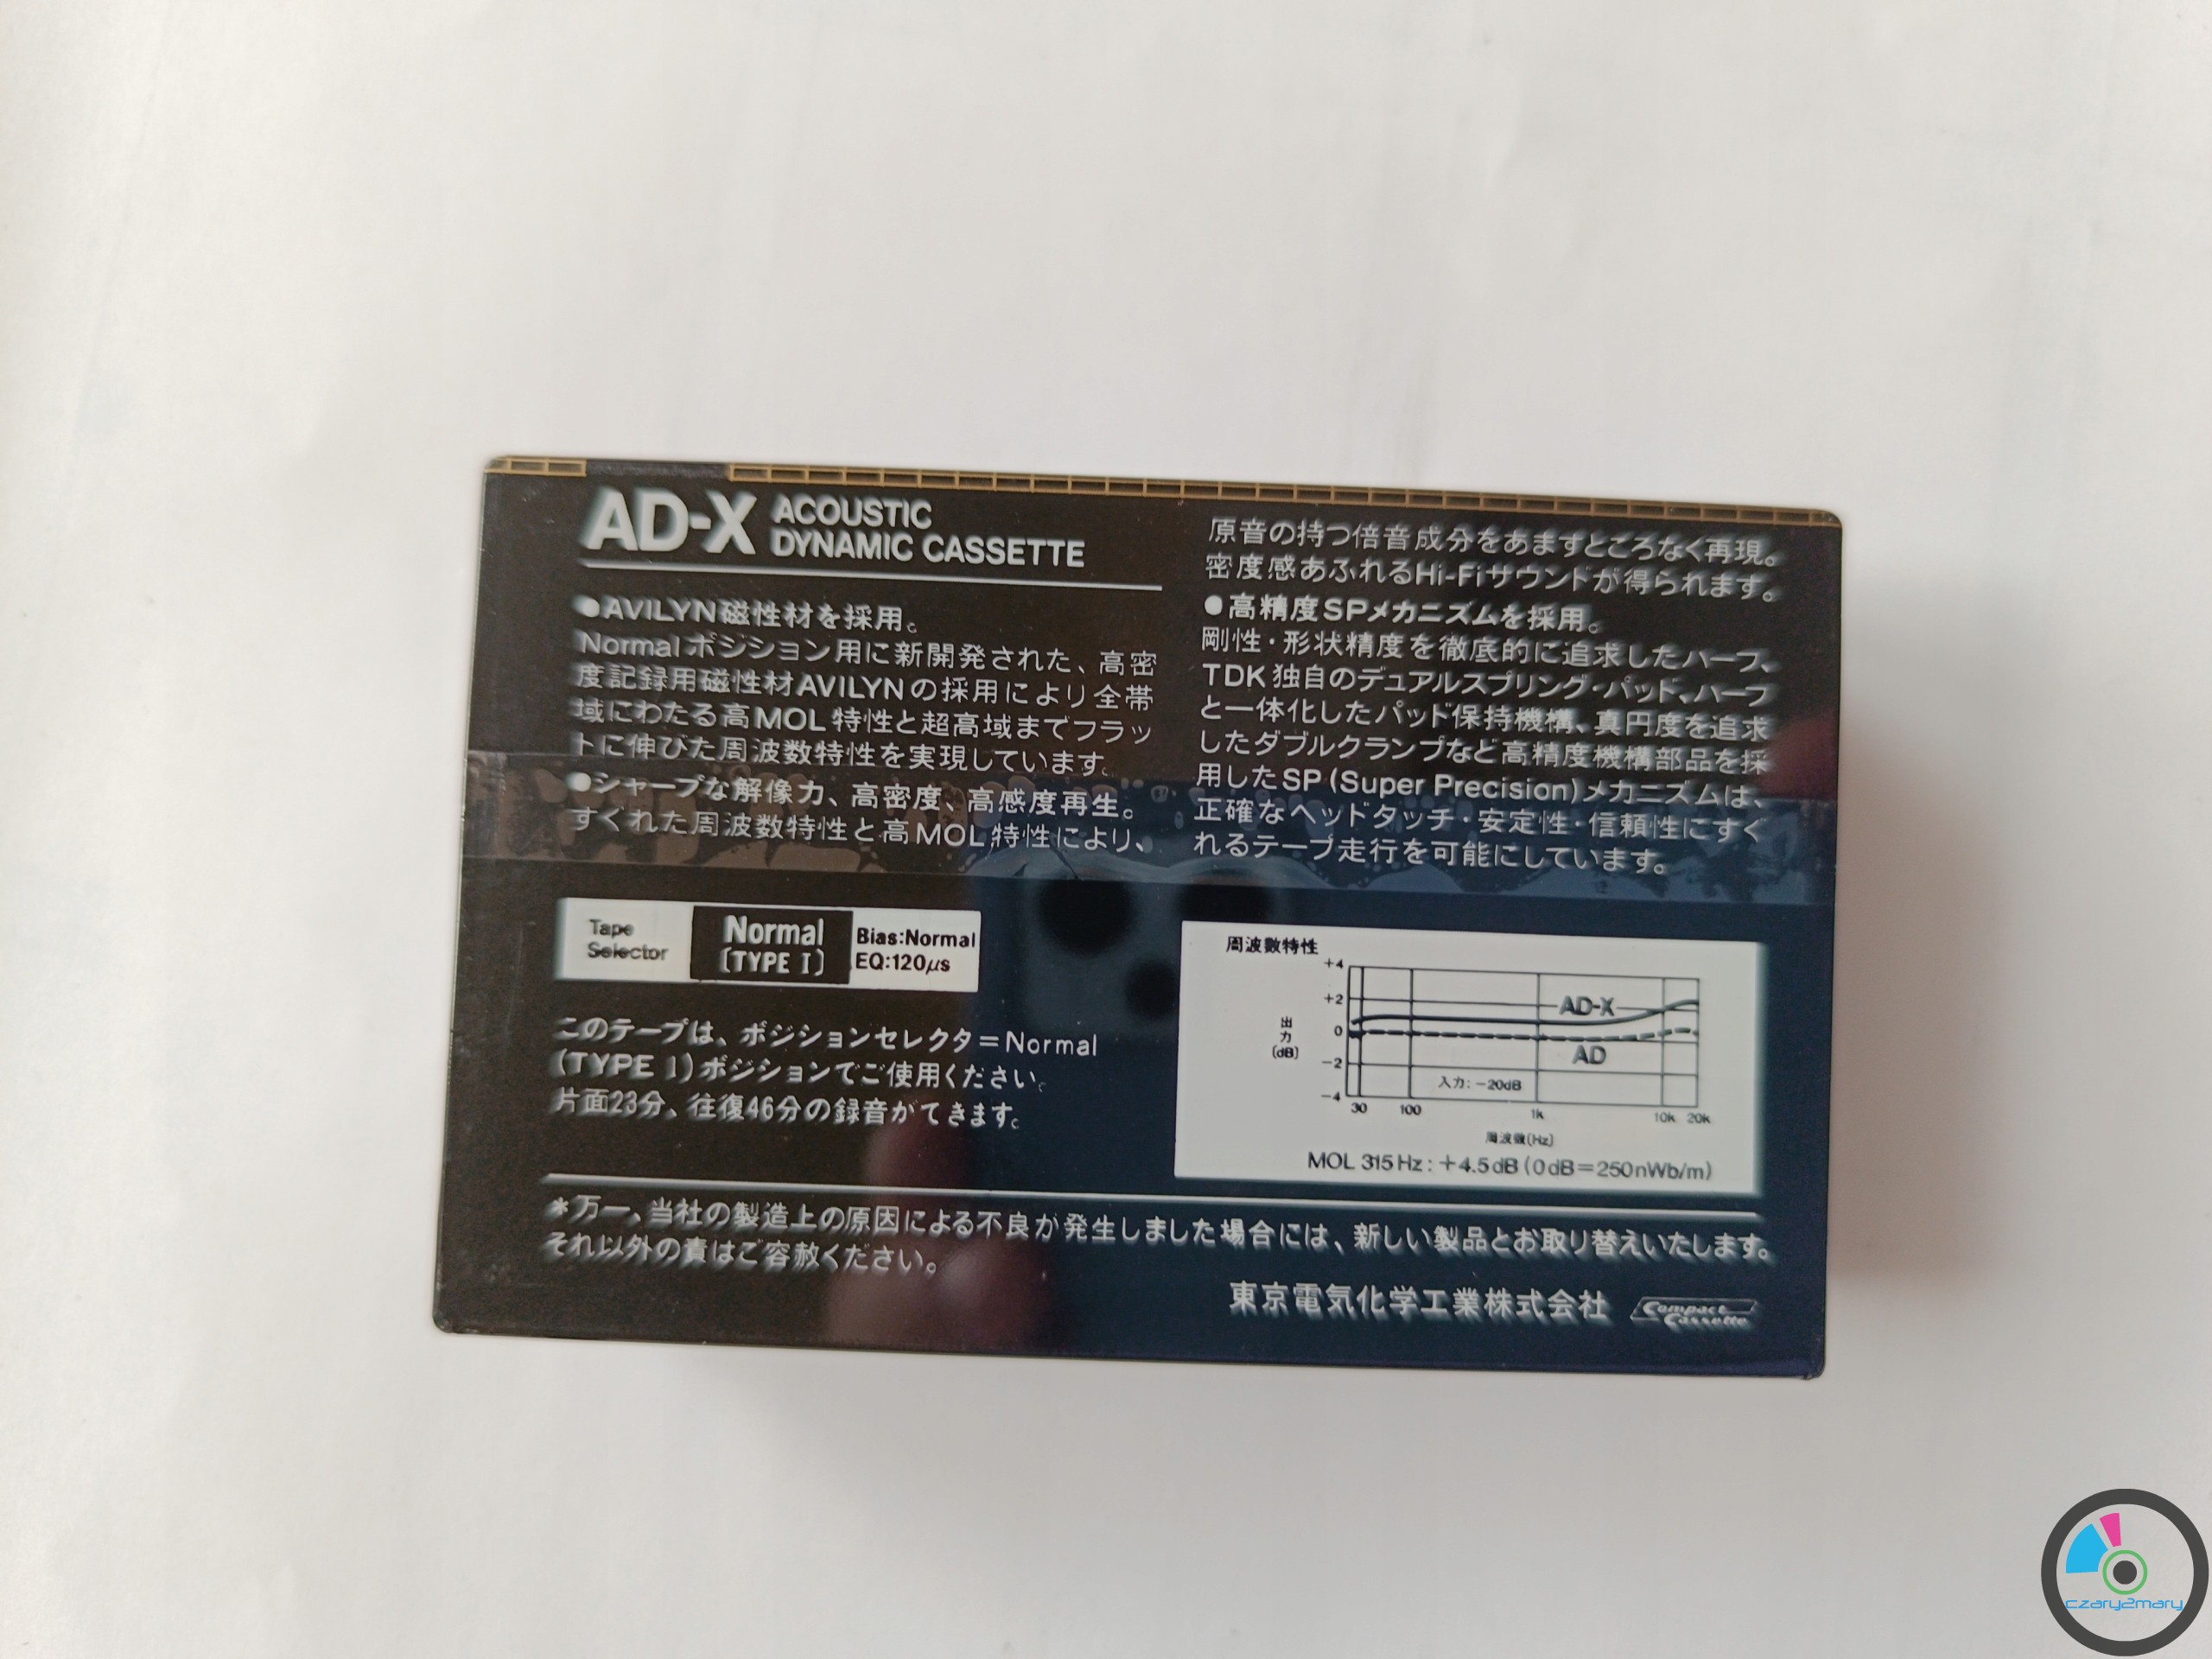 AD-X ACOUSTIC
DYNAMIC CASSETTE
●AVILYN磁性材を採用。
Normalポジション用に新開発された、高密
度記録用磁性材AVILYNの採用により全帯
域にわたる高MOL特性と超高域までフラッ
トに伸びた周波数特性を実現しています。
●シャープな解像力、高密度、高感度再生。
すぐれた周波数特性と高MOL特性により、
原音の持つ倍音成分をあますところなく再現。
密度感あふれるHi-Fiサウンドが得られます。
●高精度SPメカニズムを採用。
剛性・形状精度を徹底的に追求したハーフ、
TDK独自のデュアルスプリング・パッド、ハーフ
と一体化したパッド保持機構、真円度を追求
したダブルクランプなど高精度機構部品を採
用したSP(Super Precision)メカニズムは、
正確なヘッドタッチ・安定性・信頼性にすぐ
れるテープ走行を可能にしています。
Tape
Selector
Normal
(TYPE I)
Bias:Normal
EQ:120μs
このテープは、ポジションセレクタ=Normal
(TYPE I)ポジションでご使用ください。
片面23分、往復46分の録音ができます。
周波数特性
+4
+2
0
-2
-4
出力(dB)
AD-X
AD
入力:-20dB
30 100 1k 10k 20k
周波数(Hz)
MOL 315Hz:+4.5dB(0dB=250nWb/m)
*万一、当社の製造上の原因による不良が発生しました場合には、新しい製品とお取り替えいたします。
それ以外の責はご容赦ください。
東京電気化学工業株式会社 Compact
Cassette
czary2mary